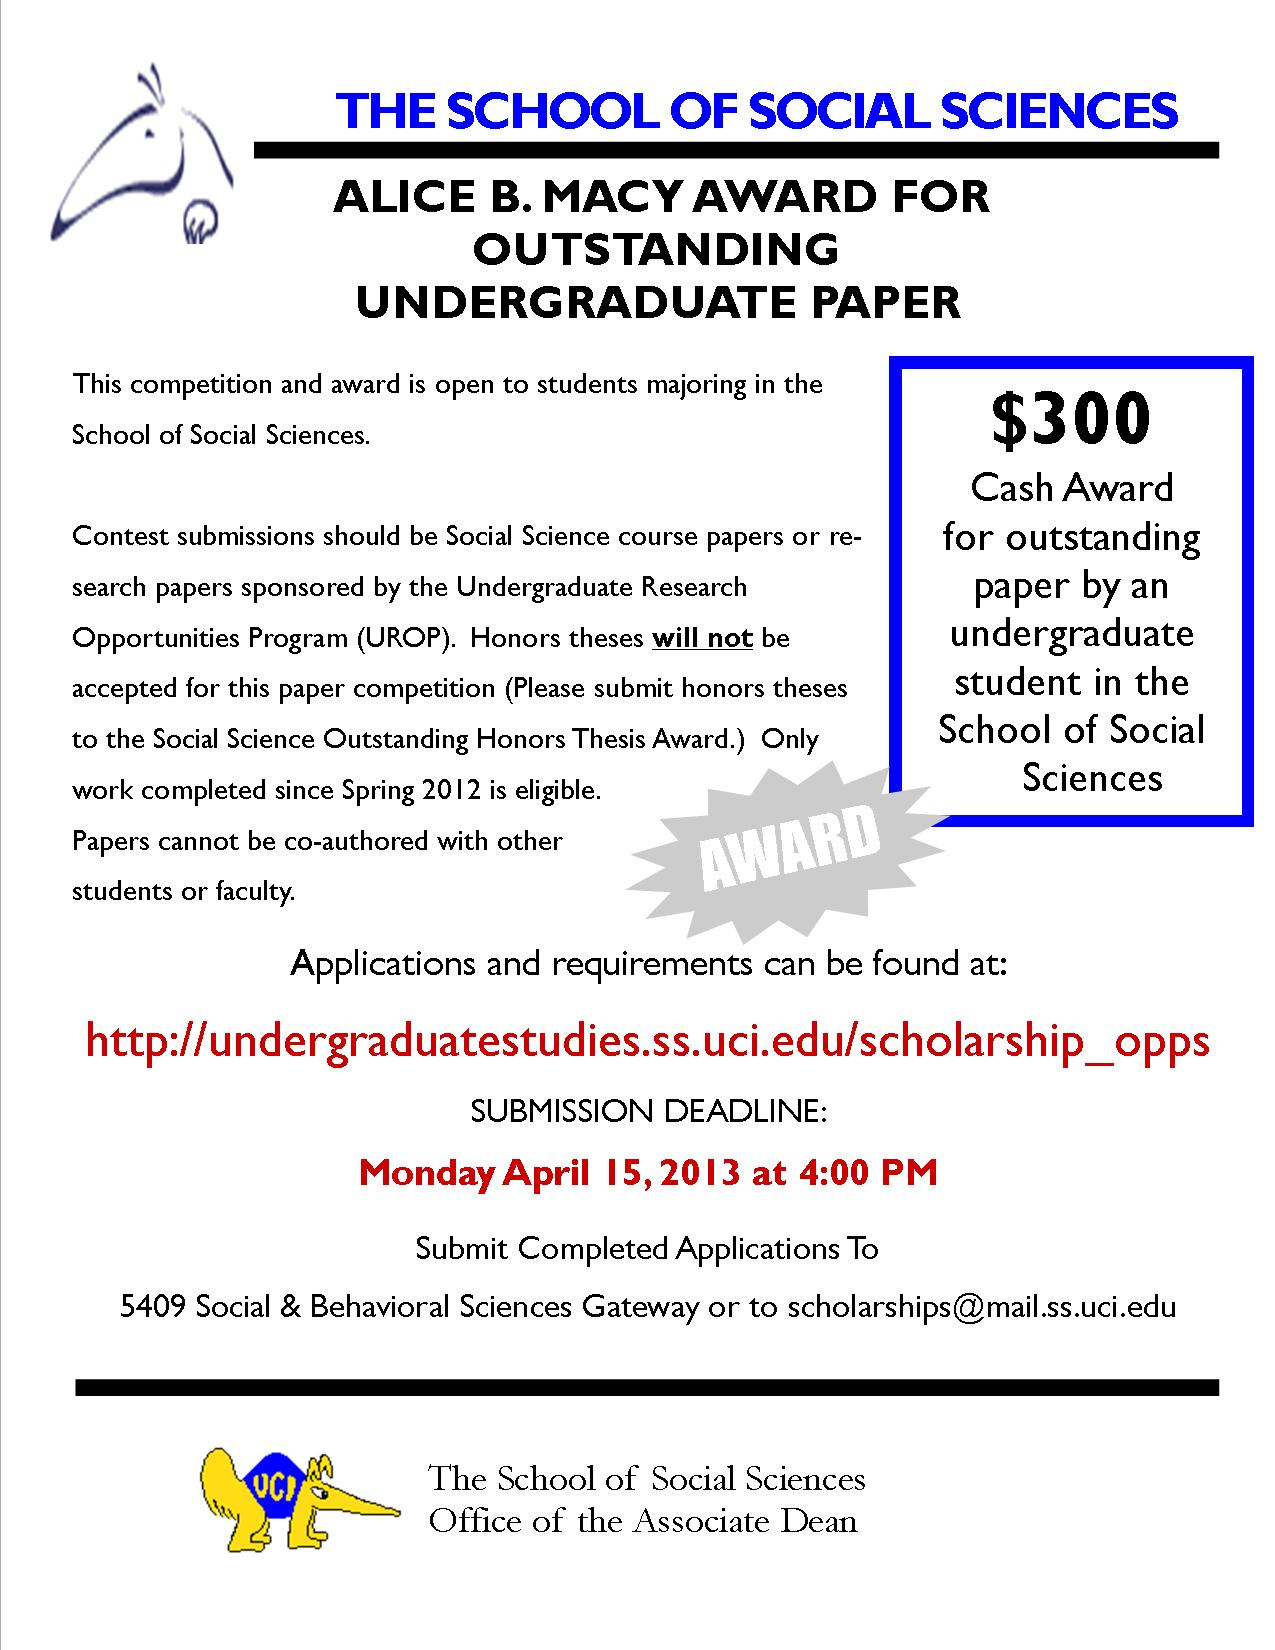 THE SCHOOL OF SOCIAL SCIENCES
ALICE B. MACY AWARD FOR
OUTSTANDING
UNDERGRADUATE PAPER
This competition and award is open to students majoring in the
School of Social Sciences.
Contest submissions should be Social Science course papers or re-
search papers sponsored by the Undergraduate Research
Opportunities Program (UROP).  Honors theses will not be
accepted for this paper competition (Please submit honors theses
to the Social Science Outstanding Honors Thesis Award.)  Only
work completed since Spring 2012 is eligible.
Papers cannot be co-authored with other
students or faculty.
$300
Cash Award
for outstanding
paper by an
undergraduate
student in the
School of Social
Sciences
AWARD
Applications and requirements can be found at:
http://undergraduatestudies.ss.uci.edu/scholarship_opps
SUBMISSION DEADLINE:
Monday April 15, 2013 at 4:00 PM
Submit Completed Applications To
5409 Social & Behavioral Sciences Gateway or to scholarships@mail.ss.uci.edu
UCI
The School of Social Sciences
Office of the Associate Dean